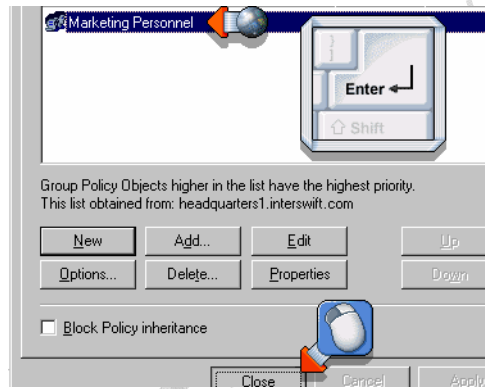 Marketing Personnel
Enter
Shift
Group Policy Objects higher in the list have the highest priority.
This list obtained from: headquarters1.interswift.com
New Add... Edit Up
Options... Delete... Properties Down
Block Policy inheritance
Close Cancel Apply